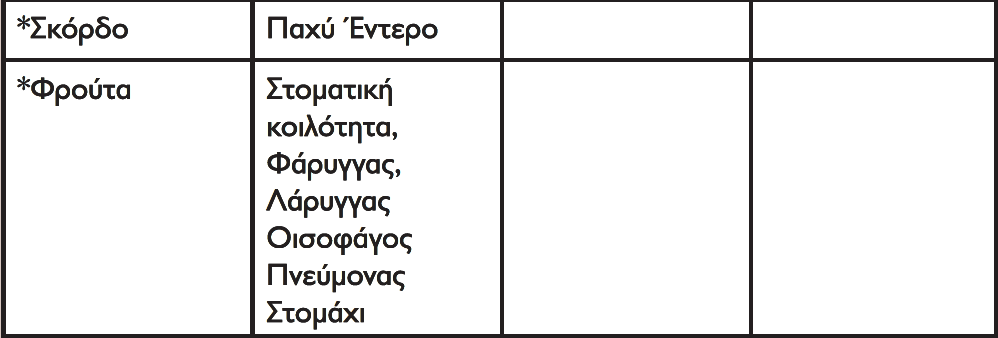 *Σκόρδο
Παχύ Έντερο
*Φρούτα
Στοματική
κοιλότητα,
Φάρυγγας,
Λάρυγγας
Οισοφάγος
Πνεύμονας
Στομάχι